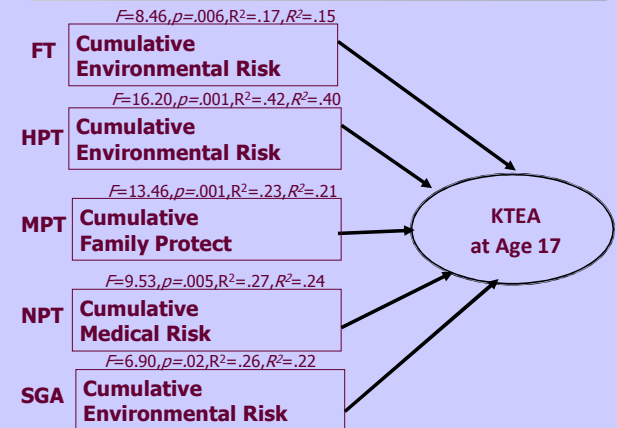 F=8.46,p=.006,R²=.17,R²=.15
FT
Cumulative
Environmental Risk
F=16.20,p=.001,R²=.42,R²=.40
HPT
Cumulative
Environmental Risk
F=13.46,p=.001,R²=.23,R²=.21
MPT
Cumulative
Family Protect
F=9.53,p=.005,R²=.27,R²=.24
NPT
Cumulative
Medical Risk
F=6.90,p=.02,R²=.26,R²=.22
SGA
Cumulative
Environmental Risk
KTEA
at Age 17